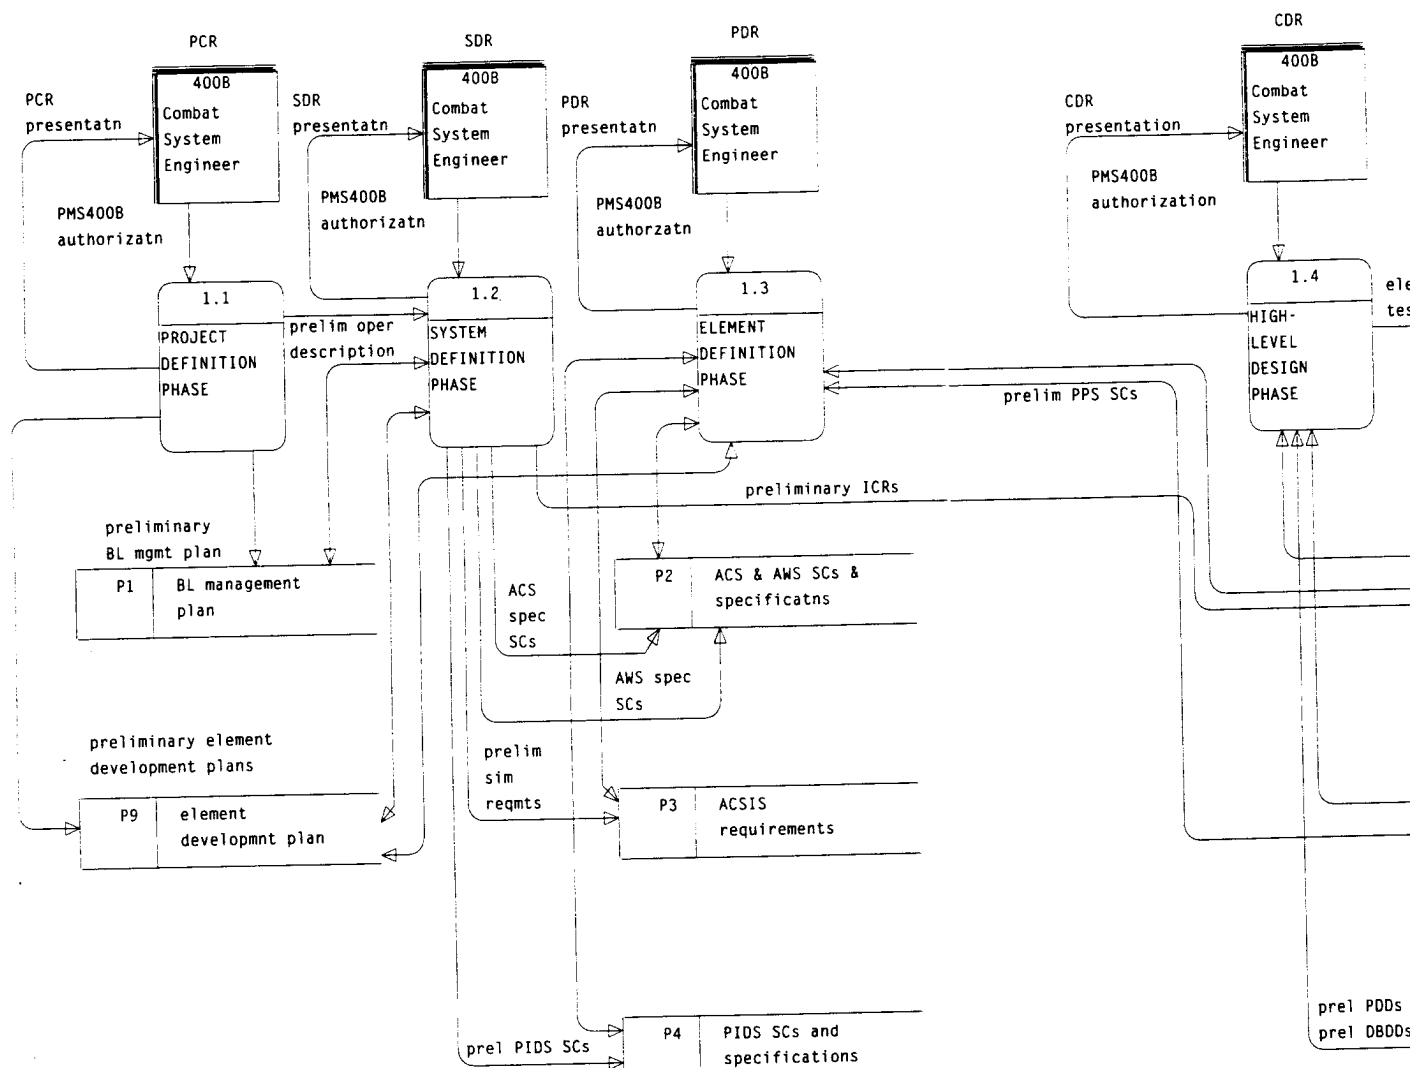 PCR
SDR
PDR
CDR
400B
Combat
System
Engineer
400B
Combat
System
Engineer
400B
Combat
System
Engineer
400B
Combat
System
Engineer
PCR
presentatn
SDR
presentatn
PDR
presentatn
CDR
presentation
PMS400B
authorizatn
PMS400B
authorizatn
PMS400B
authorzatn
PMS400B
authorization
1.1
PROJECT
DEFINITION
PHASE
prelim oper
description
1.2
SYSTEM
DEFINITION
PHASE
1.3
ELEMENT
DEFINITION
PHASE
prelim PPS SCs
1.4
HIGH-
LEVEL
DESIGN
PHASE
ele
tes
preliminary ICRs
preliminary
BL mgmt plan
P1
BL management
plan
ACS
spec
SCs
P2
ACS & AWS SCs &
specificatns
AWS spec
SCs
preliminary element
development plans
P9
element
developmnt plan
prelim
sim
reqmts
P3
ACSIS
requirements
prel PIDS SCs
P4
PIDS SCs and
specifications
prel PDDs
prel DBDDs